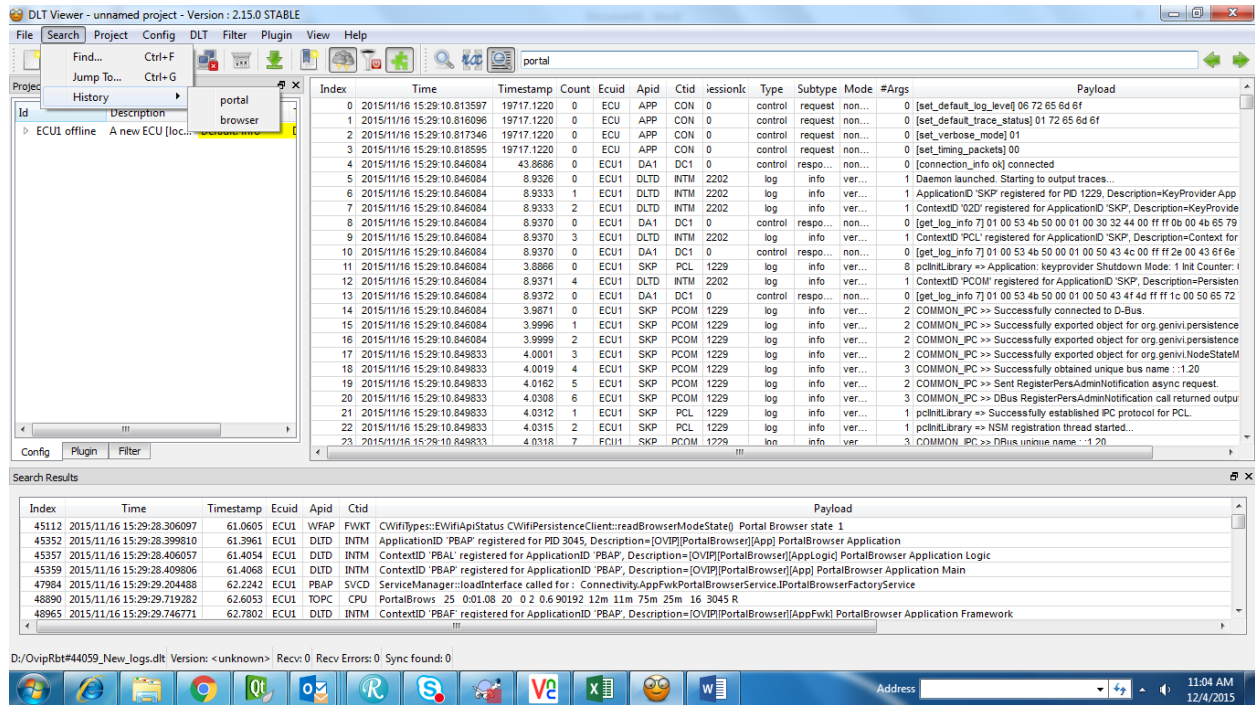 DLT Viewer - unnamed project - Version : 2.15.0 STABLE
File Search Project Config DLT Filter Plugin View Help
Find... Ctrl+F
Jump To... Ctrl+G
History
portal
browser
portal
Projec
Id Description
ECU1 offline A new ECU [loc...
Config Plugin Filter
Index Time Timestamp Count Ecuid Apid Ctid SessionId Type Subtype Mode #Args Payload
0 2015/11/16 15:29:10.813597 19717.1220 0 ECU APP CON 0 control request non... 0 [set_default_log_level] 06 72 65 6d 6f
1 2015/11/16 15:29:10.816096 19717.1220 0 ECU APP CON 0 control request non... 0 [set_default_trace_status] 01 72 65 6d 6f
2 2015/11/16 15:29:10.817346 19717.1220 0 ECU APP CON 0 control request non... 0 [set_verbose_mode] 01
3 2015/11/16 15:29:10.818595 19717.1220 0 ECU APP CON 0 control request non... 0 [set_timing_packets] 00
4 2015/11/16 15:29:10.846084 43.8686 0 ECU1 DA1 DC1 0 control respo... non... 0 [connection_info ok] connected
5 2015/11/16 15:29:10.846084 8.9326 0 ECU1 DLTD INTM 2202 log info ver... 1 Daemon launched. Starting to output traces...
6 2015/11/16 15:29:10.846084 8.9333 1 ECU1 DLTD INTM 2202 log info ver... 1 ApplicationID 'SKP' registered for PID 1229, Description=KeyProvider App
7 2015/11/16 15:29:10.846084 8.9333 2 ECU1 DLTD INTM 2202 log info ver... 1 ContextID '02D' registered for ApplicationID 'SKP', Description=KeyProvide
8 2015/11/16 15:29:10.846084 8.9370 0 ECU1 DA1 DC1 0 control respo... non... 0 [get_log_info 7] 01 00 53 4b 50 00 01 00 30 32 44 00 ff ff 0b 00 4b 65 79
9 2015/11/16 15:29:10.846084 8.9370 3 ECU1 DLTD INTM 2202 log info ver... 1 ContextID 'PCL' registered for ApplicationID 'SKP', Description=Context for
10 2015/11/16 15:29:10.846084 8.9370 0 ECU1 DA1 DC1 0 control respo... non... 0 [get_log_info 7] 01 00 53 4b 50 00 01 00 50 43 4c 00 ff ff 2e 00 43 6f 6e
11 2015/11/16 15:29:10.846084 3.8866 0 ECU1 SKP PCL 1229 log info ver... 8 pclInitLibrary => Application: keyprovider Shutdown Mode: 1 Init Counter:
12 2015/11/16 15:29:10.846084 8.9371 4 ECU1 DLTD INTM 2202 log info ver... 1 ContextID 'PCOM' registered for ApplicationID 'SKP', Description=Persisten
13 2015/11/16 15:29:10.846084 8.9372 0 ECU1 DA1 DC1 0 control respo... non... 0 [get_log_info 7] 01 00 53 4b 50 00 01 00 50 43 4f 4d ff ff 1c 00 50 65 72
14 2015/11/16 15:29:10.846084 3.9871 0 ECU1 SKP PCOM 1229 log info ver... 2 COMMON_IPC >> Successfully connected to D-Bus.
15 2015/11/16 15:29:10.846084 3.9996 1 ECU1 SKP PCOM 1229 log info ver... 2 COMMON_IPC >> Successfully exported object for org.genivi.persistence
16 2015/11/16 15:29:10.846084 3.9999 2 ECU1 SKP PCOM 1229 log info ver... 2 COMMON_IPC >> Successfully exported object for org.genivi.persistence
17 2015/11/16 15:29:10.849833 4.0001 3 ECU1 SKP PCOM 1229 log info ver... 2 COMMON_IPC >> Successfully exported object for org.genivi.NodeStateM
18 2015/11/16 15:29:10.849833 4.0019 4 ECU1 SKP PCOM 1229 log info ver... 3 COMMON_IPC >> Successfully obtained unique bus name : :1.20
19 2015/11/16 15:29:10.849833 4.0162 5 ECU1 SKP PCOM 1229 log info ver... 2 COMMON_IPC >> Sent RegisterPersAdminNotification async request.
20 2015/11/16 15:29:10.849833 4.0308 6 ECU1 SKP PCOM 1229 log info ver... 3 COMMON_IPC >> DBus RegisterPersAdminNotification call returned outpu
21 2015/11/16 15:29:10.849833 4.0312 1 ECU1 SKP PCL 1229 log info ver... 1 pclInitLibrary => Successfully established IPC protocol for PCL.
22 2015/11/16 15:29:10.849833 4.0315 2 ECU1 SKP PCL 1229 log info ver... 1 pclInitLibrary => NSM registration thread started...
23 2015/11/16 15:29:10.849833 4.0318 7 ECU1 SKP PCOM 1229 log info ver 3 COMMON_IPC >> DBus unique name : :1.20
Search Results
Index Time Timestamp Ecuid Apid Ctid Payload
45112 2015/11/16 15:29:28.306097 61.0605 ECU1 WFAP FWKT CWifiTypes::EWifiApiStatus CWifiPersistenceClient::readBrowserModeState() Portal Browser state 1
45352 2015/11/16 15:29:28.399810 61.3961 ECU1 DLTD INTM ApplicationID 'PBAP' registered for PID 3045, Description=[OVIP][PortalBrowser][App] PortalBrowser Application
45357 2015/11/16 15:29:28.406057 61.4054 ECU1 DLTD INTM ContextID 'PBAL' registered for ApplicationID 'PBAP', Description=[OVIP][PortalBrowser][AppLogic] PortalBrowser Application Logic
45359 2015/11/16 15:29:28.409806 61.4068 ECU1 DLTD INTM ContextID 'PBAP' registered for ApplicationID 'PBAP', Description=[OVIP][PortalBrowser][App] PortalBrowser Application Main
47984 2015/11/16 15:29:29.204488 62.2242 ECU1 PBAP SVCD ServiceManager::loadInterface called for : Connectivity.AppFwkPortalBrowserService.IPortalBrowserFactoryService
48890 2015/11/16 15:29:29.719282 62.6053 ECU1 TOPC CPU PortalBrows 25 0:01.08 20 0 2 0.6 90192 12m 11m 75m 25m 16 3045 R
48965 2015/11/16 15:29:29.746771 62.7802 ECU1 DLTD INTM ContextID 'PBAF' registered for ApplicationID 'PBAP', Description=[OVIP][PortalBrowser][AppFwk] PortalBrowser Application Framework
D:/OvipRbt#44059_New_logs.dlt Version: <unknown> Recv: 0 Recv Errors: 0 Sync found: 0
Address
11:04 AM
12/4/2015